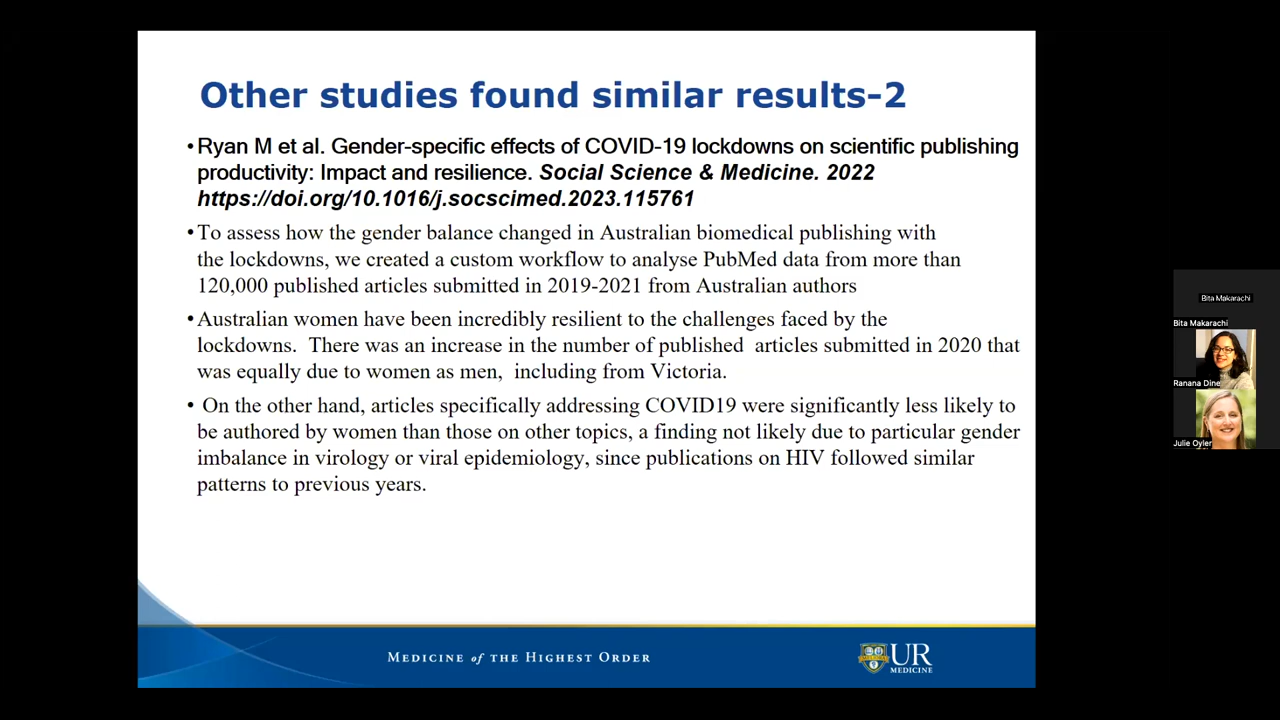 Other studies found similar results-2
•Ryan M et al. Gender-specific effects of COVID-19 lockdowns on scientific publishing
productivity: Impact and resilience. Social Science & Medicine. 2022
https://doi.org/10.1016/j.socscimed.2023.115761
•To assess how the gender balance changed in Australian biomedical publishing with
the lockdowns, we created a custom workflow to analyse PubMed data from more than
120,000 published articles submitted in 2019-2021 from Australian authors
•Australian women have been incredibly resilient to the challenges faced by the
lockdowns. There was an increase in the number of published articles submitted in 2020 that
was equally due to women as men, including from Victoria.
• On the other hand, articles specifically addressing COVID19 were significantly less likely to
be authored by women than those on other topics, a finding not likely due to particular gender
imbalance in virology or viral epidemiology, since publications on HIV followed similar
patterns to previous years.
MEDICINE of THE HIGHEST ORDER
UR
MEDICINE
Bita Makarachi
Bita Makarachi
Ranana Dine
Julie Oyler